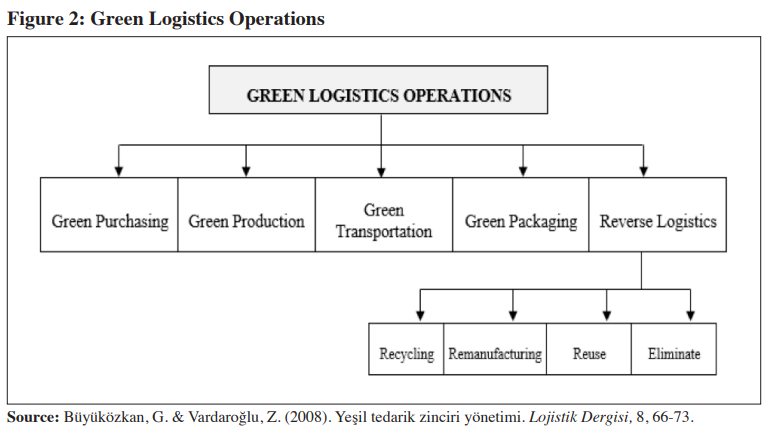 Figure 2: Green Logistics Operations
GREEN LOGISTICS OPERATIONS
Green Purchasing
Green Production
Green
Transportation
Green Packaging
Reverse Logistics
Recycling
Remanufacturing
Reuse
Eliminate
Source: Büyüközkan, G. & Vardaroğlu, Z. (2008). Yeşil tedarik zinciri yönetimi. Lojistik Dergisi, 8, 66-73.